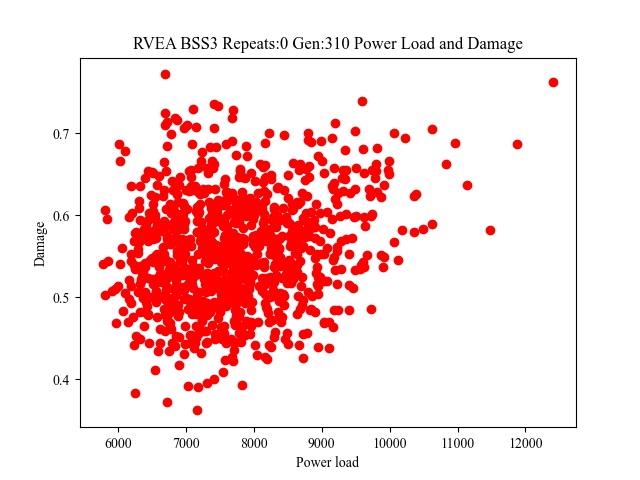 RVEA BSS3 Repeats:0 Gen:310 Power Load and Damage
Damage
0.7
0.6
0.5
0.4
6000 7000 8000 9000 10000 11000 12000
Power load